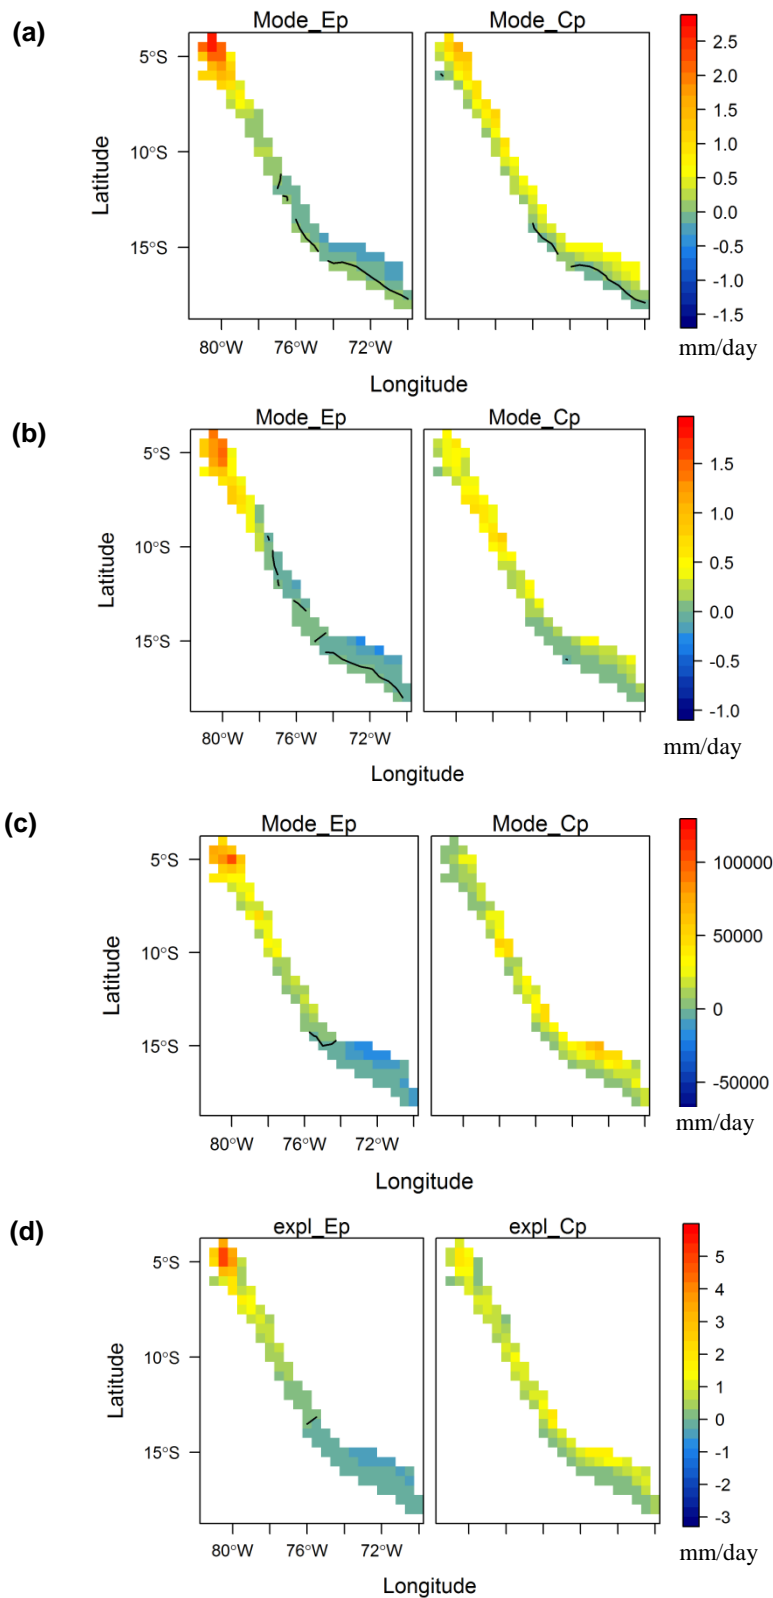 (a)
Mode_Ep Mode_Cp
5°S
10°S
15°S
Latitude
80°W 76°W 72°W
Longitude
2.5
2.0
1.5
1.0
0.5
0.0
-0.5
-1.0
-1.5
mm/day
(b)
Mode_Ep Mode_Cp
5°S
10°S
15°S
Latitude
80°W 76°W 72°W
Longitude
1.5
1.0
0.5
0.0
-0.5
-1.0
mm/day
(c)
Mode_Ep Mode_Cp
5°S
10°S
15°S
Latitude
80°W 76°W 72°W
Longitude
100000
50000
0
-50000
mm/day
(d)
expl_Ep expl_Cp
5°S
10°S
15°S
Latitude
80°W 76°W 72°W
Longitude
5
4
3
2
1
0
-1
-2
-3
mm/day